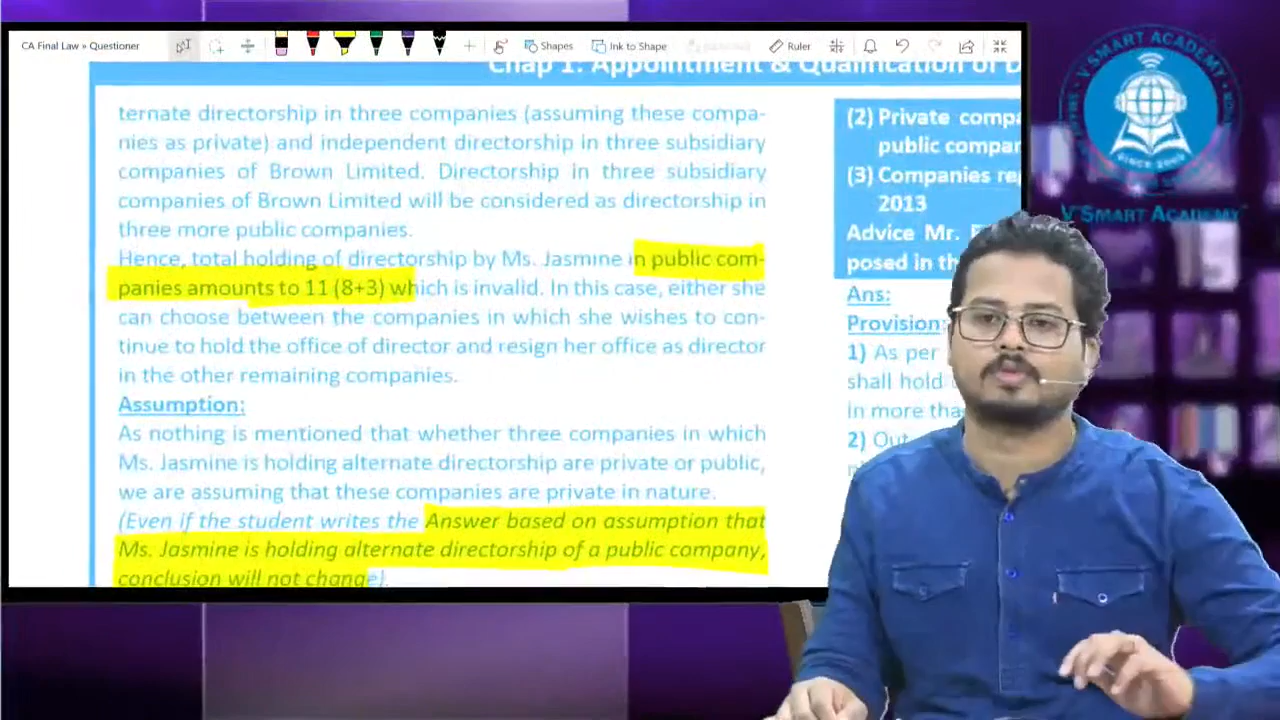 CA Final Law » Questioner
Shapes
Ink to Shape
Ruler
Chap 1: Appointment & Qualification of D
ternate directorship in three companies (assuming these compa-
nies as private) and independent directorship in three subsidiary
companies of Brown Limited. Directorship in three subsidiary
companies of Brown Limited will be considered as directorship in
three more public companies.
Hence, total holding of directorship by Ms. Jasmine in public com-
panies amounts to 11 (8+3) which is invalid. In this case, either she
can choose between the companies in which she wishes to con-
tinue to hold the office of director and resign her office as director
in the other remaining companies.
Assumption:
As nothing is mentioned that whether three companies in which
Ms. Jasmine is holding alternate directorship are private or public,
we are assuming that these companies are private in nature.
(Even if the student writes the Answer based on assumption that
Ms. Jasmine is holding alternate directorship of a public company,
conclusion will not change).
(2) Private compa
public compan
(3) Companies re
2013
Advice Mr.
posed in th
Ans:
Provision:
1) As per
shall hold
In more tha
2) Out
V'SMART ACADEMY
SINCE 2009
V'SMART ACADEMY